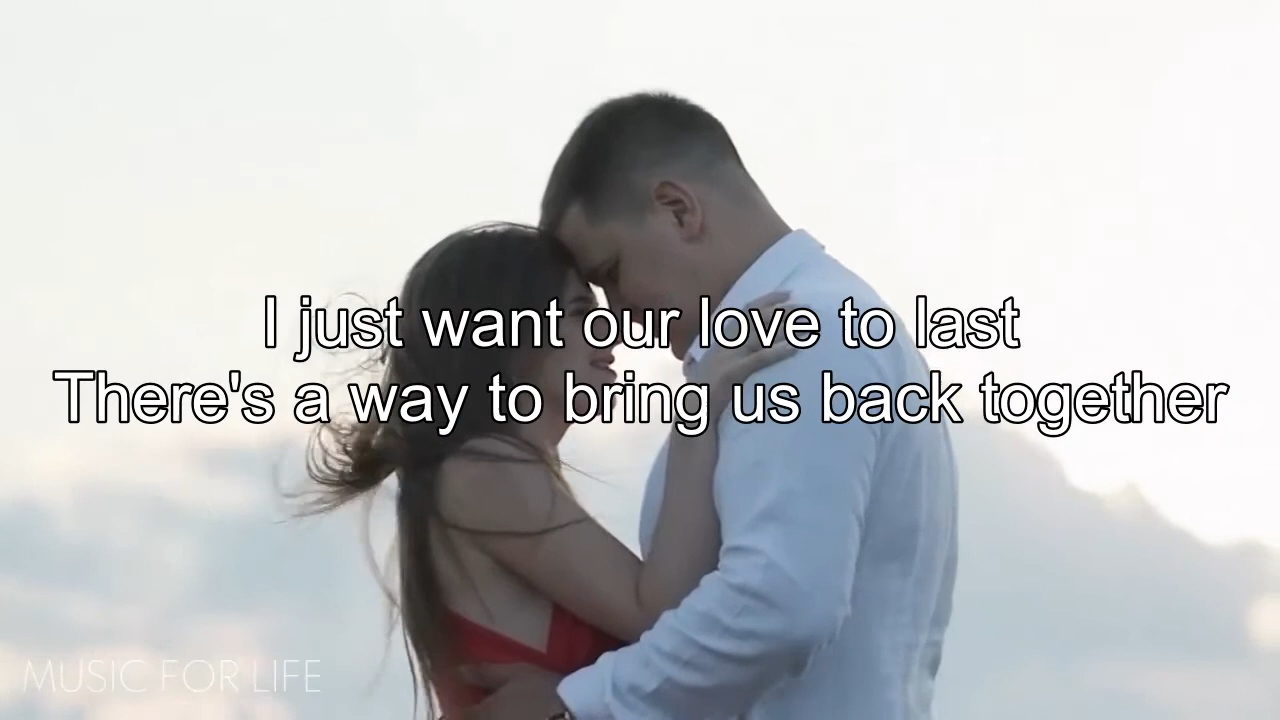 I just want our love to last
There's a way to bring us back together
MUSIC FOR LIFE